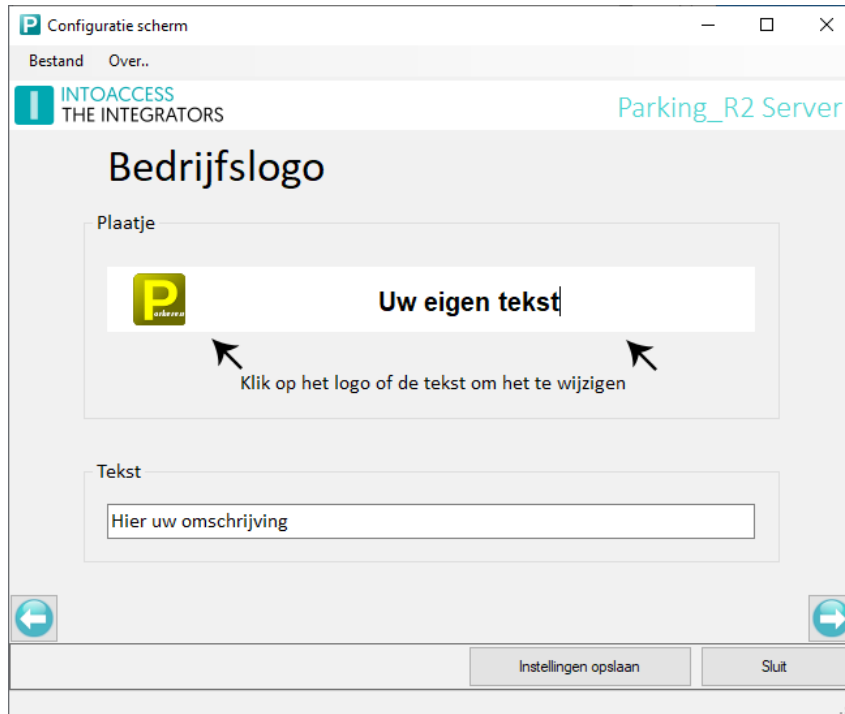 Configuratie scherm
Bestand Over..
INTOACCESS
THE INTEGRATORS
Parking_R2 Server
Bedrijfslogo
Plaatje
Parkeren
Uw eigen tekst
Klik op het logo of de tekst om het te wijzigen
Tekst
Hier uw omschrijving
Instellingen opslaan Sluit